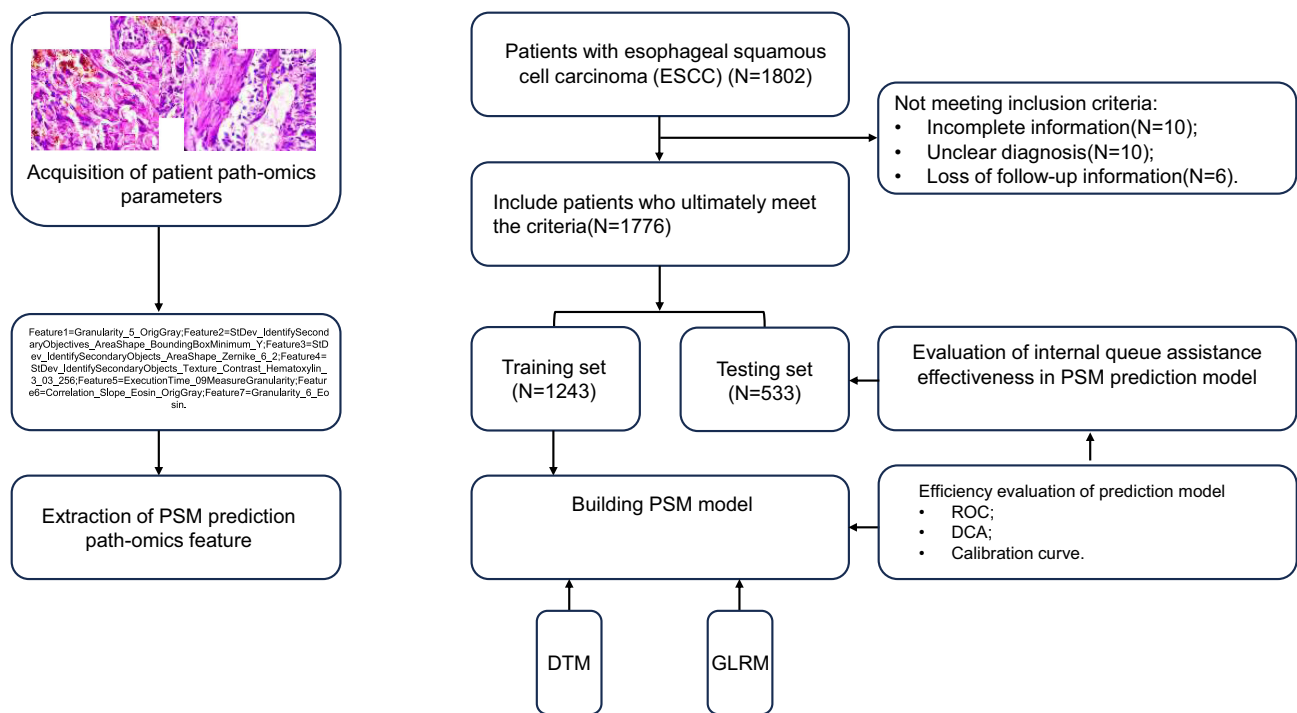 Acquisition of patient path-omics
parameters
Feature1=Granularity_5_OrigGray;Feature2=StDev_IdentifySecond
aryObjectives_AreaShape_BoundingBoxMinimum_Y;Feature3=StD
ev_IdentifySecondaryObjects_AreaShape_Zernike_6_2;Feature4=
StDev_IdentifySecondaryObjects_Texture_Contrast_Hematoxylin_
3_03_256;Feature5=ExecutionTime_09MeasureGranularity;Featur
e6=Correlation_Slope_Eosin_OrigGray;Feature7=Granularity_6_Eo
sin.
Extraction of PSM prediction
path-omics feature
Patients with esophageal squamous
cell carcinoma (ESCC) (N=1802)
Not meeting inclusion criteria:
• Incomplete information(N=10);
• Unclear diagnosis(N=10);
• Loss of follow-up information(N=6).
Include patients who ultimately meet
the criteria(N=1776)
Training set
(N=1243)
Testing set
(N=533)
Evaluation of internal queue assistance
effectiveness in PSM prediction model
Building PSM model
Efficiency evaluation of prediction model
• ROC;
• DCA;
• Calibration curve.
DTM
GLRM